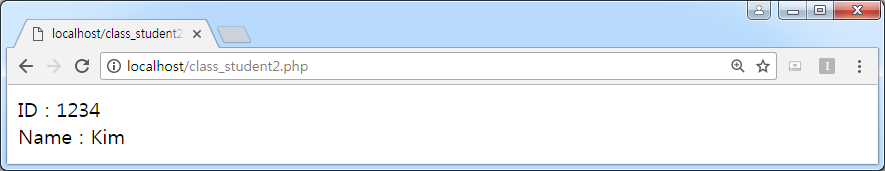 localhost/class_student2
localhost/class_student2.php
ID : 1234
Name : Kim